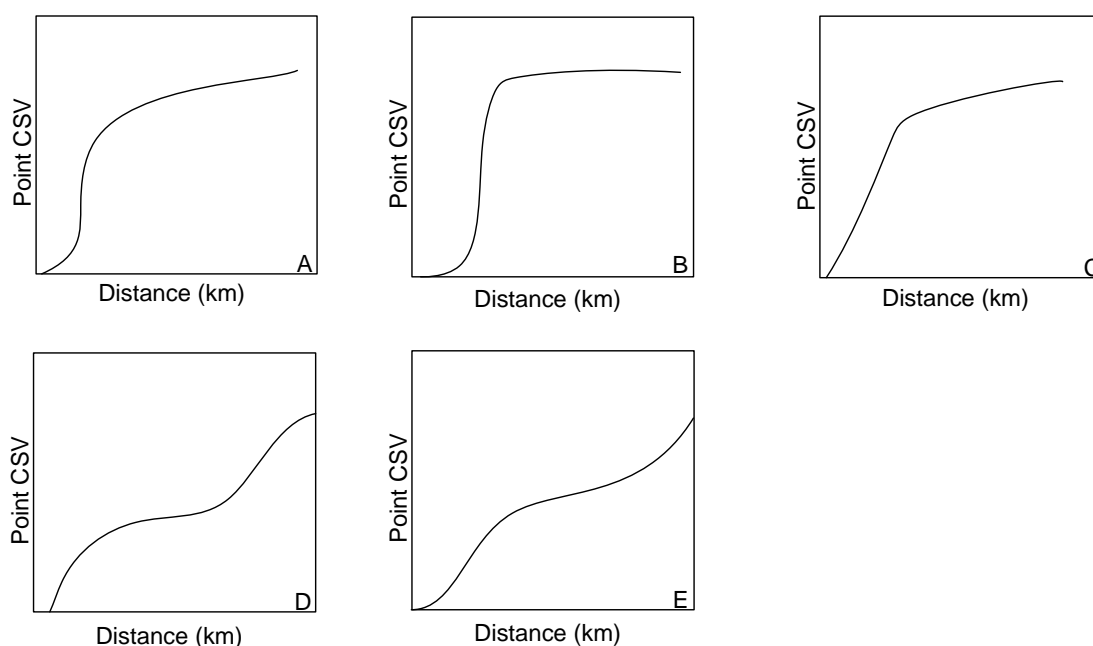 Point CSV
A
Distance (km)
Point CSV
B
Distance (km)
Point CSV
C
Distance (km)
Point CSV
D
Distance (km)
Point CSV
E
Distance (km)